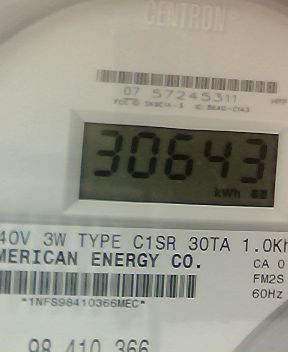 CENTRON®
07 57245311
30643
kWh
40V 3W TYPE C1SR 30TA 1.0Kh
MERICAN ENERGY CO.
CA 0
FM2S
60Hz
*1NFS98410366MEC*
98 410 366